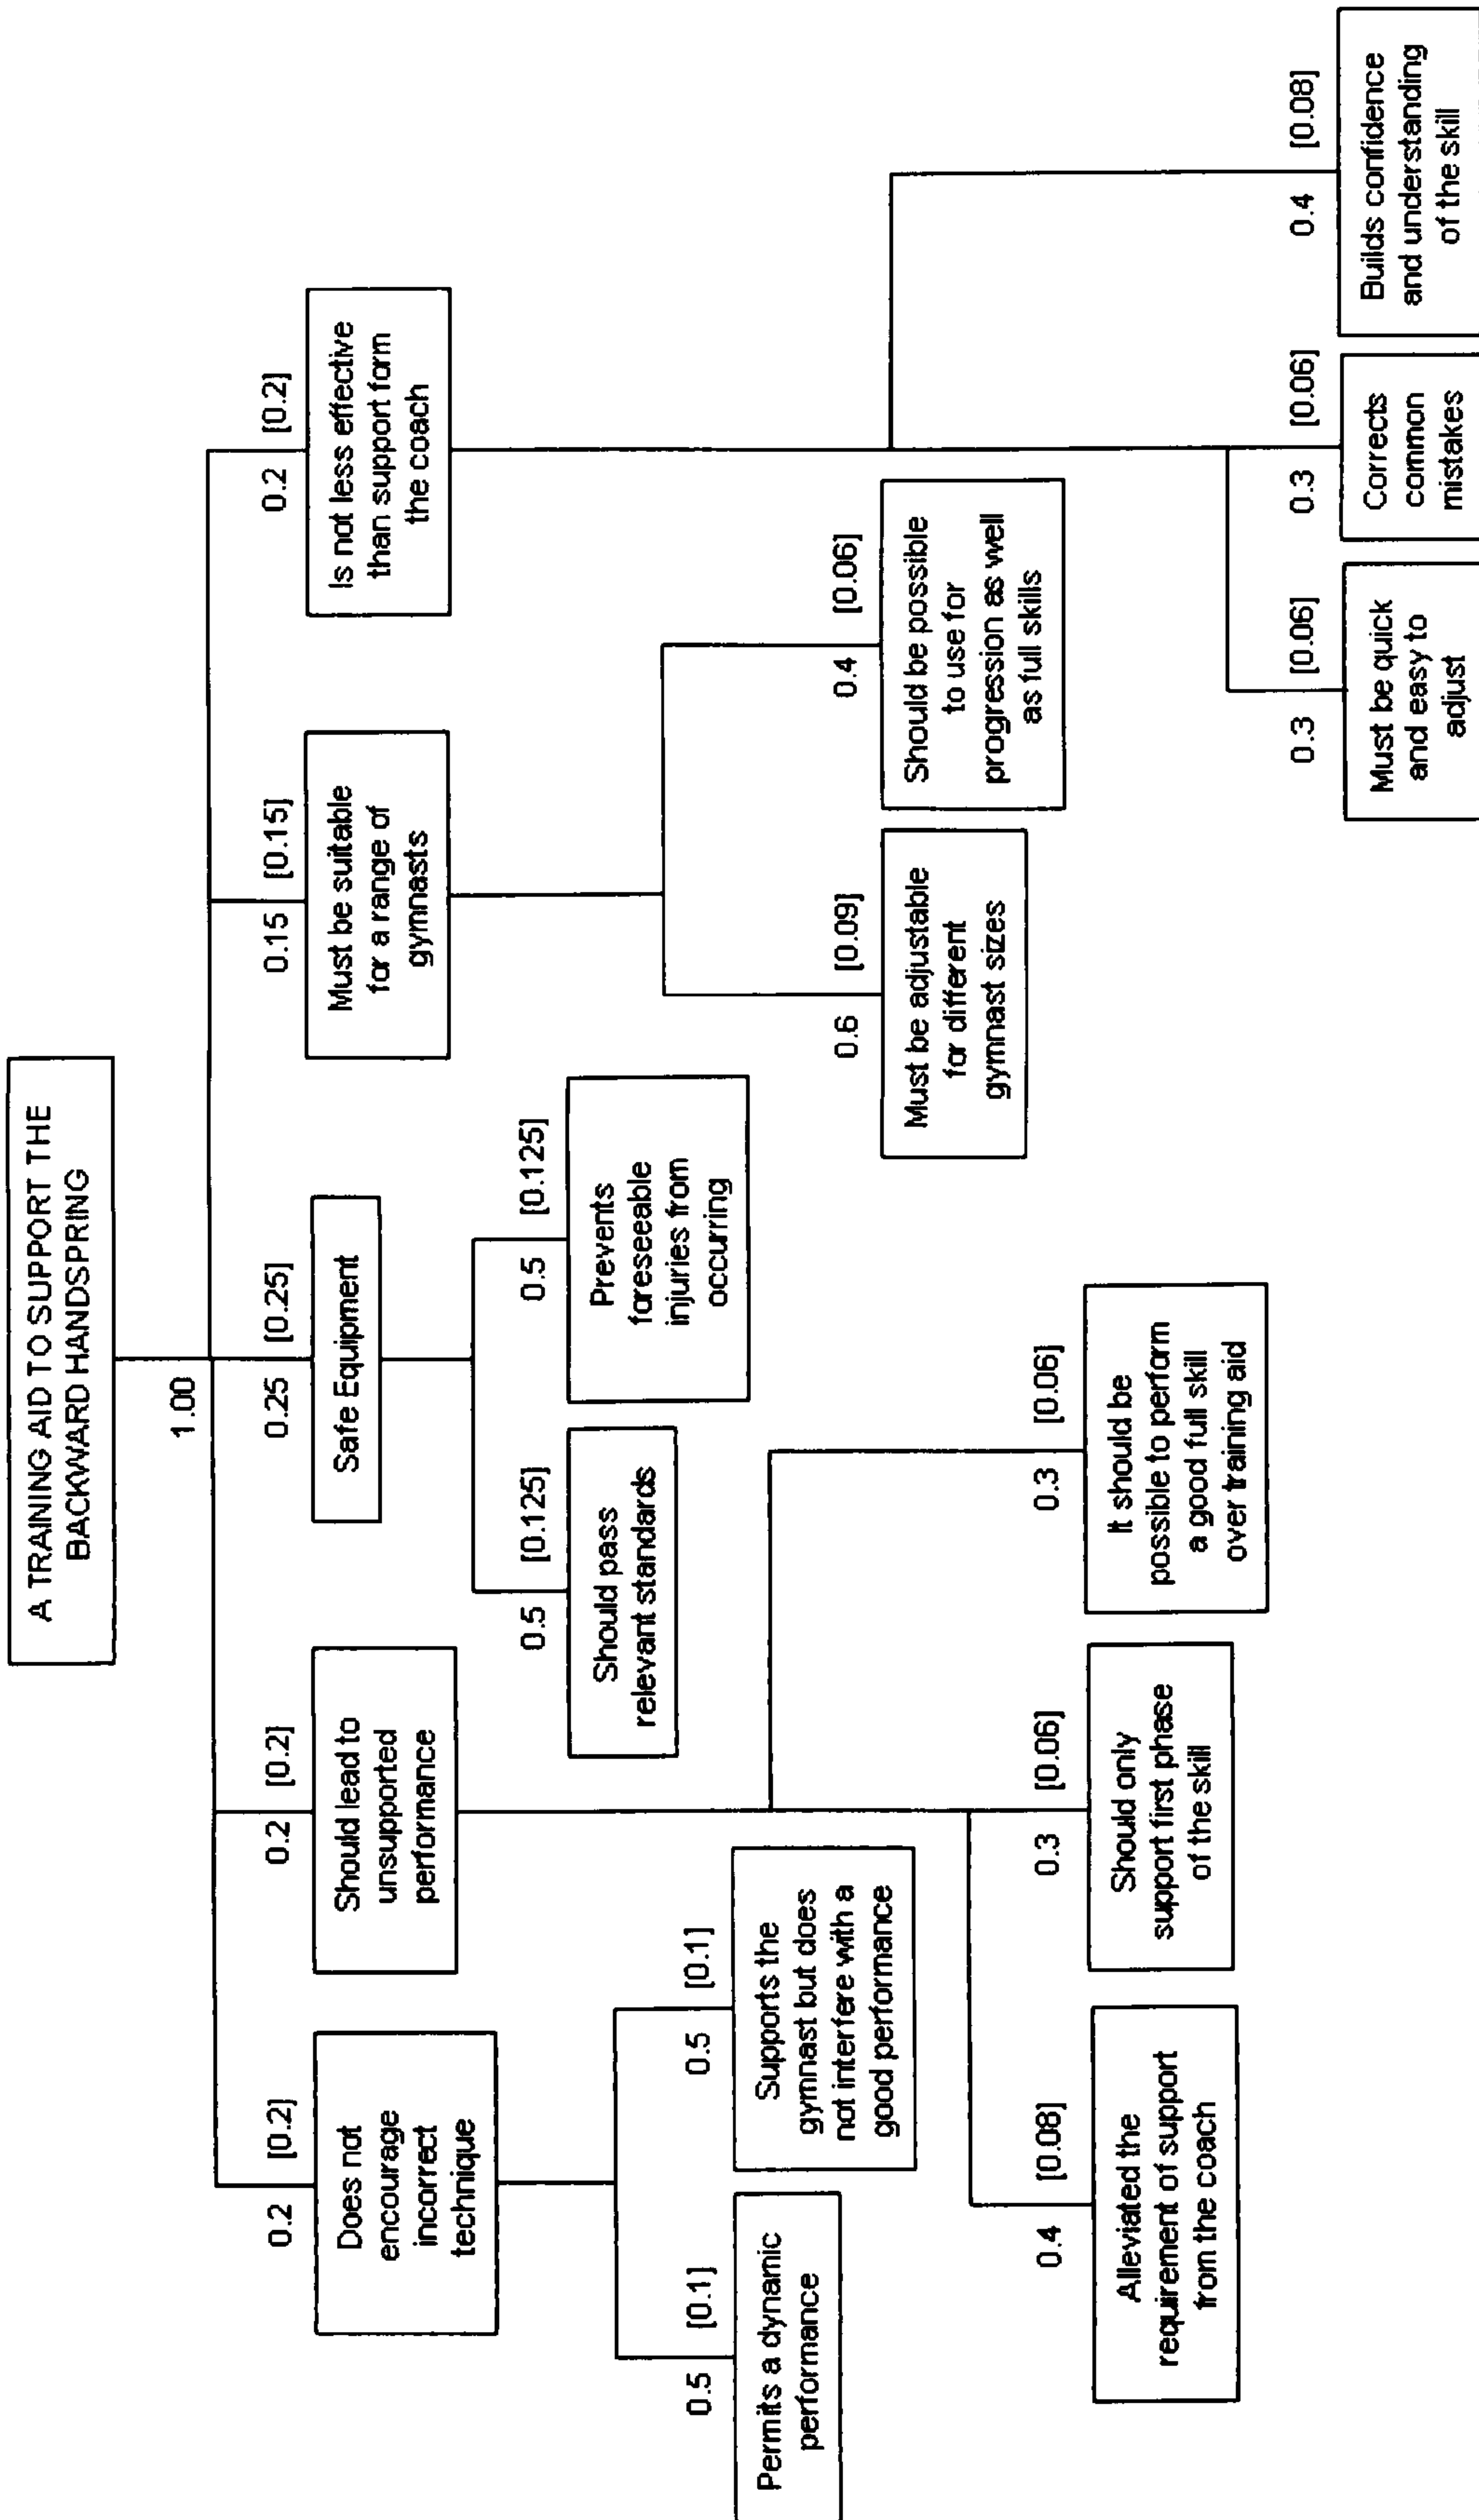 A TRAINING AID TO SUPPORT THE
BACKWARD HANDSPRING
1.00
0.2 [0.2]
Does not
encourage
incorrect
technique
0.2 [0.2]
Should lead to
unsupported
performance
0.25 [0.25]
Safe Equipment
0.15 [0.15]
Must be suitable
for a range of
gymnasts
0.2 [0.2]
Is not less effective
than support form
the coach
0.5 [0.125]
Should pass
relevant standards
0.5 [0.125]
Prevents
foreseeable
injuries from
occurring
0.5 [0.1]
Permits a dynamic
performance
0.5 [0.1]
Supports the
gymnast but does
not interfere with a
good performance
0.6 [0.09]
Must be adjustable
for different
gymnast sizes
0.4 [0.06]
Should be possible
to use for
progression as well
as full skills
0.4 [0.08]
Alleviated the
requirement of support
from the coach
0.3 [0.06]
Should only
support first phase
of the skill
0.3 [0.06]
It should be
possible to perform
a good full skill
over training aid
0.3 [0.06]
Must be quick
and easy to
adjust
0.3 [0.06]
Corrects
common
mistakes
0.4 [0.08]
Builds confidence
and understanding
of the skill